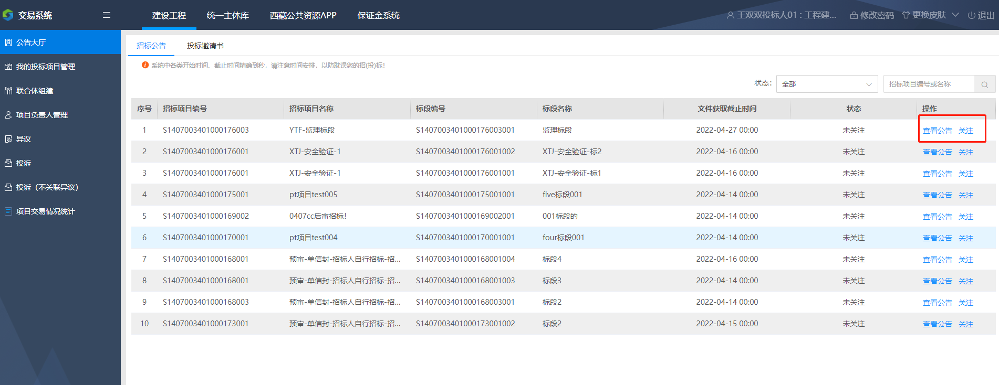 交易系统
建设工程 统一主体库 西藏公共资源APP 保证金系统
王双双投标人01 : 工程建... 修改密码 更换皮肤 退出
公告大厅
我的投标项目管理
联合体组建
项目负责人管理
异议
投诉
投诉（不关联异议）
项目交易情况统计
招标公告 投标邀请书
系统中各类开始时间、截止时间精确到秒，请注意时间安排，以防耽误您的招(投)标！
状态： 全部 招标项目编号或名称
序号 招标项目编号 招标项目名称 标段编号 标段名称 文件获取截止时间 状态 操作
1 S1407003401000176003 YTF-监理标段 S1407003401000176003001 监理标段 2022-04-27 00:00 未关注 查看公告 关注
2 S1407003401000176001 XTJ-安全验证-1 S1407003401000176001002 XTJ-安全验证-标2 2022-04-16 00:00 未关注 查看公告 关注
3 S1407003401000176001 XTJ-安全验证-1 S1407003401000176001001 XTJ-安全验证-标1 2022-04-16 00:00 未关注 查看公告 关注
4 S1407003401000175001 pt项目test005 S1407003401000175001001 five标段001 2022-04-14 00:00 未关注 查看公告 关注
5 S1407003401000169002 0407cc后审招标！ S1407003401000169002001 001标段的 2022-04-14 00:00 未关注 查看公告 关注
6 S1407003401000170001 pt项目test004 S1407003401000170001001 four标段001 2022-04-14 00:00 未关注 查看公告 关注
7 S1407003401000168001 预审-单信封-招标人自行招标-招... S1407003401000168001004 标段4 2022-04-16 00:00 未关注 查看公告 关注
8 S1407003401000168001 预审-单信封-招标人自行招标-招... S1407003401000168001003 标段3 2022-04-14 00:00 未关注 查看公告 关注
9 S1407003401000168003 预审-单信封-招标人自行招标-招... S1407003401000168003001 标段2 2022-04-14 00:00 未关注 查看公告 关注
10 S1407003401000173001 预审-单信封-招标人自行招标-招... S1407003401000173001002 标段2 2022-04-15 00:00 未关注 查看公告 关注